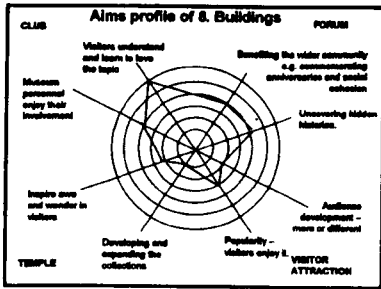 Aims profile of 8. Buildings
CLUB
FORUM
Visitors understand
and learn to love
the topic
Benefiting the wider community
e.g. commemorating
anniversaries and social
cohesion
Museum
personnel
enjoy their
involvement
Uncovering hidden
histories.
Inspire awe
and wonder in
visitors
Audience
development –
more or different
Developing and
expanding the
collections
Popularity –
visitors enjoy it.
TEMPLE
VISITOR
ATTRACTION